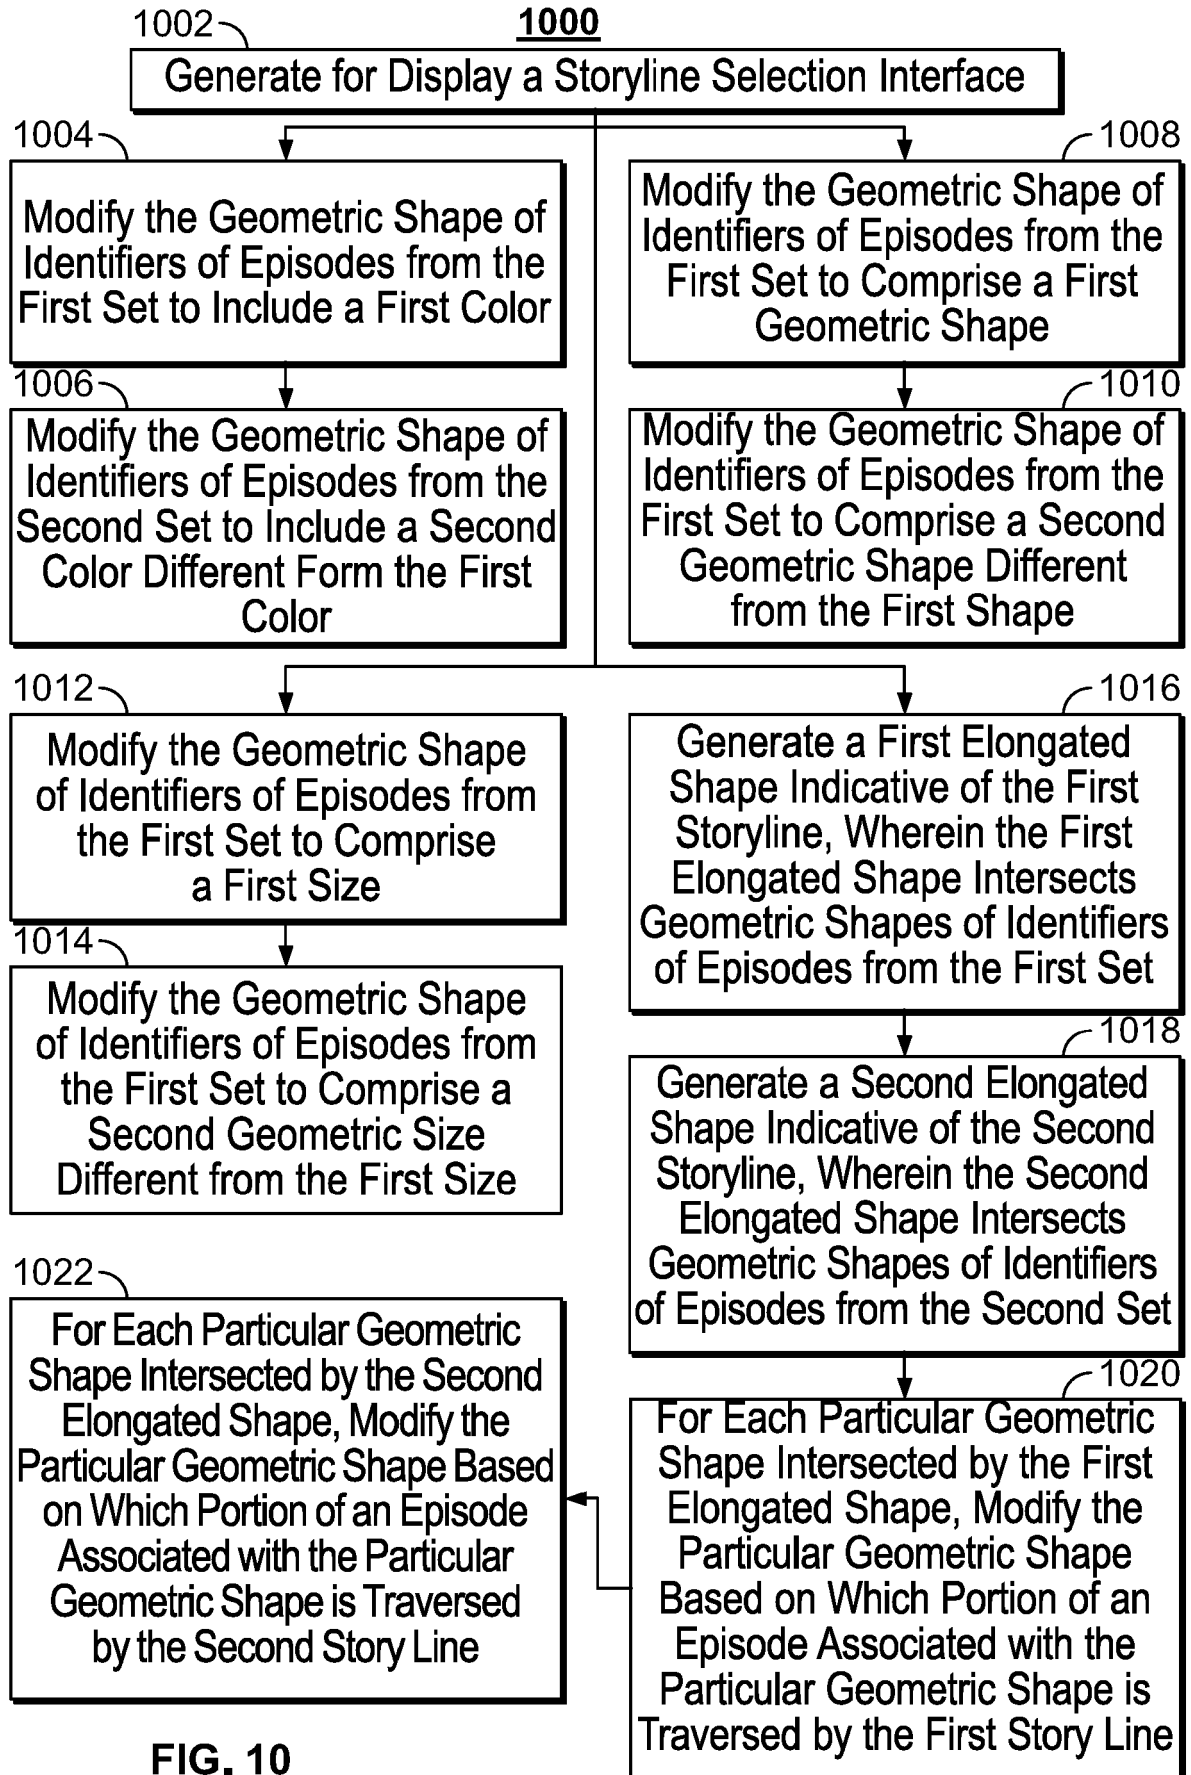 1000
1002
Generate for Display a Storyline Selection Interface
1004
Modify the Geometric Shape of
Identifiers of Episodes from the
First Set to Include a First Color
1006
Modify the Geometric Shape of
Identifiers of Episodes from the
Second Set to Include a Second
Color Different Form the First
Color
1008
Modify the Geometric Shape of
Identifiers of Episodes from the
First Set to Comprise a First
Geometric Shape
1010
Modify the Geometric Shape of
Identifiers of Episodes from the
First Set to Comprise a Second
Geometric Shape Different
from the First Shape
1012
Modify the Geometric Shape
of Identifiers of Episodes from
the First Set to Comprise
a First Size
1014
Modify the Geometric Shape
of Identifiers of Episodes from
the First Set to Comprise a
Second Geometric Size
Different from the First Size
1016
Generate a First Elongated
Shape Indicative of the First
Storyline, Wherein the First
Elongated Shape Intersects
Geometric Shapes of Identifiers
of Episodes from the First Set
1018
Generate a Second Elongated
Shape Indicative of the Second
Storyline, Wherein the Second
Elongated Shape Intersects
Geometric Shapes of Identifiers
of Episodes from the Second Set
1020
For Each Particular Geometric
Shape Intersected by the First
Elongated Shape, Modify the
Particular Geometric Shape
Based on Which Portion of an
Episode Associated with the
Particular Geometric Shape is
Traversed by the First Story Line
1022
For Each Particular Geometric
Shape Intersected by the Second
Elongated Shape, Modify the
Particular Geometric Shape Based
on Which Portion of an Episode
Associated with the Particular
Geometric Shape is Traversed
by the Second Story Line
FIG. 10